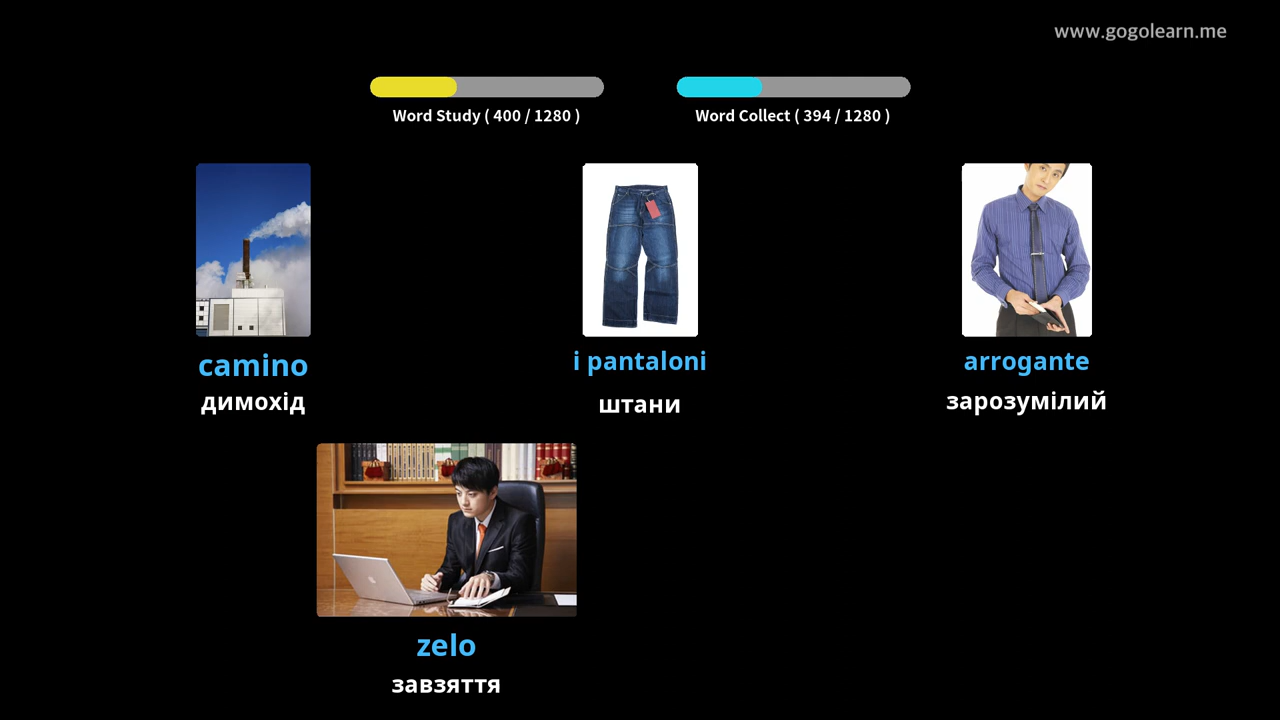 www.gogolearn.me
Word Study ( 400 / 1280 )
Word Collect ( 394 / 1280 )
camino
димохід
i pantaloni
штани
arrogante
зарозумілий
zelo
завзяття